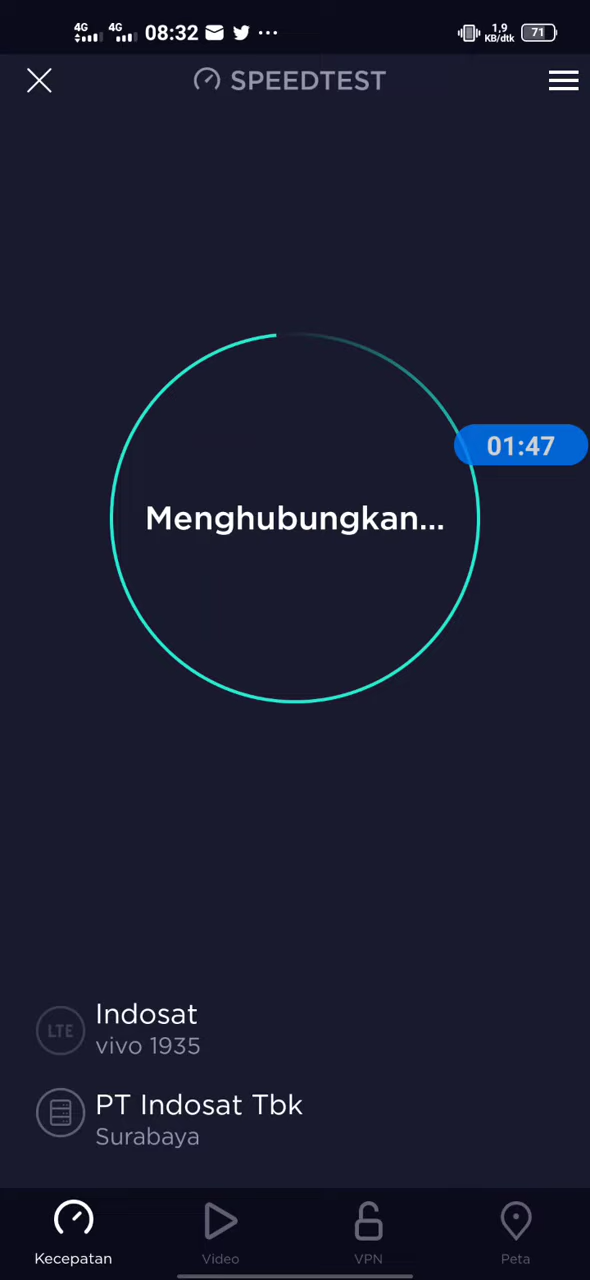 4G 4G 08:32 ... 1,9 KB/dtk 71
SPEEDTEST
01:47
Menghubungkan...
LTE Indosat
vivo 1935
PT Indosat Tbk
Surabaya
Kecepatan Video VPN Peta